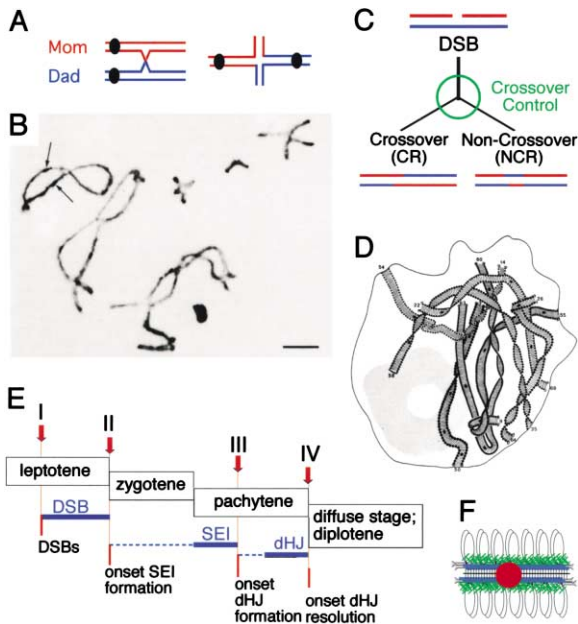 A
Mom
Dad
B
C
DSB
Crossover
Control
Crossover
(CR)
Non-Crossover
(NCR)
D
E
I
II
III
IV
leptotene
zygotene
pachytene
diffuse stage;
diplotene
DSB
SEI
dHJ
DSBs
onset SEI
formation
onset
dHJ
formation
onset dHJ
resolution
F